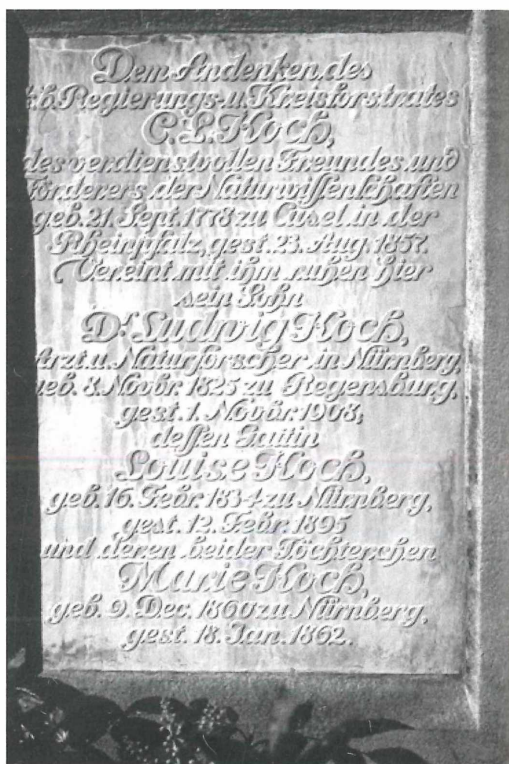 Dem Andenken des
k.b. Regierungs- u. Kreisforstrates
C. L. Koch,
des verdienstvollen Freundes und
Förderers der Naturwissenschaften
geb. 21. Sept. 1778 zu Cusel in der
Rheinpfalz, gest. 23. Aug. 1857.
Vereint mit ihm ruhen hier
sein Sohn
Dr. Ludwig Koch,
Arzt u. Naturforscher in Nürnberg,
geb. 8. Novbr. 1825 zu Regensburg,
gest. 1. Novbr. 1908,
dessen Gattin
Louise Koch,
geb. 16. Febr. 1834 zu Nürnberg,
gest. 12. Febr. 1895
und deren beider Töchterchen
Marie Koch,
geb. 9. Dec. 1860 zu Nürnberg,
gest. 18. Jan. 1862.